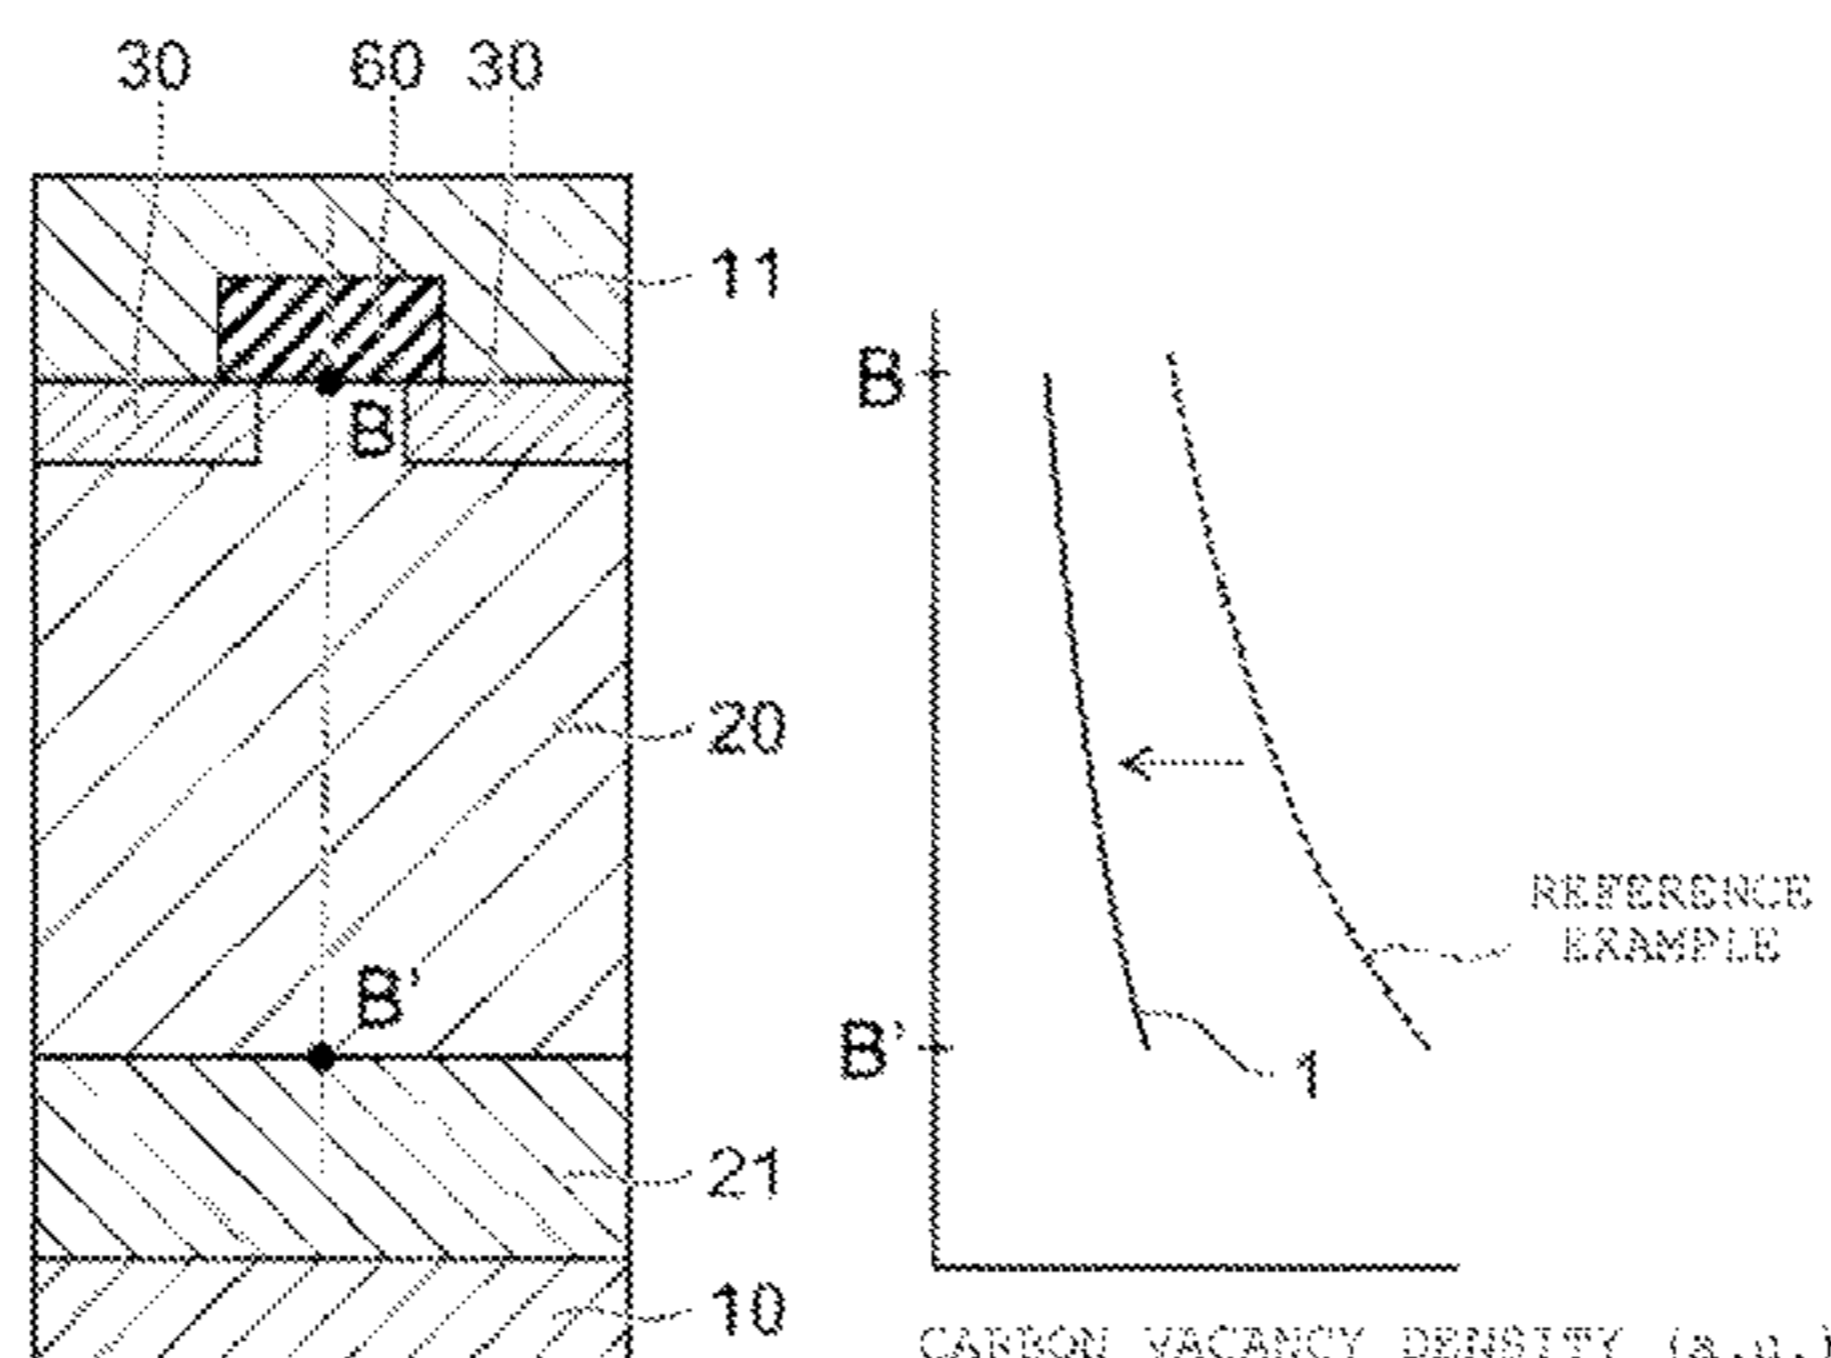 30 60 30
11
B
B
20
REFERENCE
EXAMPLE
B'
B'
1
21
10
CARBON VACANCY DENSITY (a.u.)